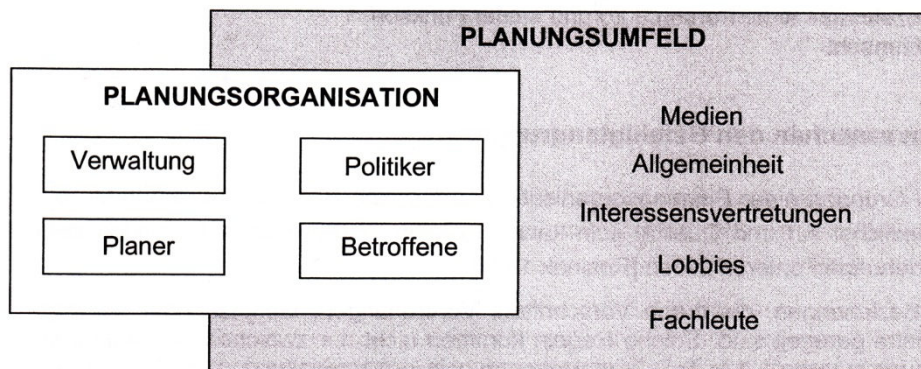 PLANUNGSUMFELD
PLANUNGSORGANISATION
Verwaltung
Politiker
Planer
Betroffene
Medien
Allgemeinheit
Interessensvertretungen
Lobbies
Fachleute